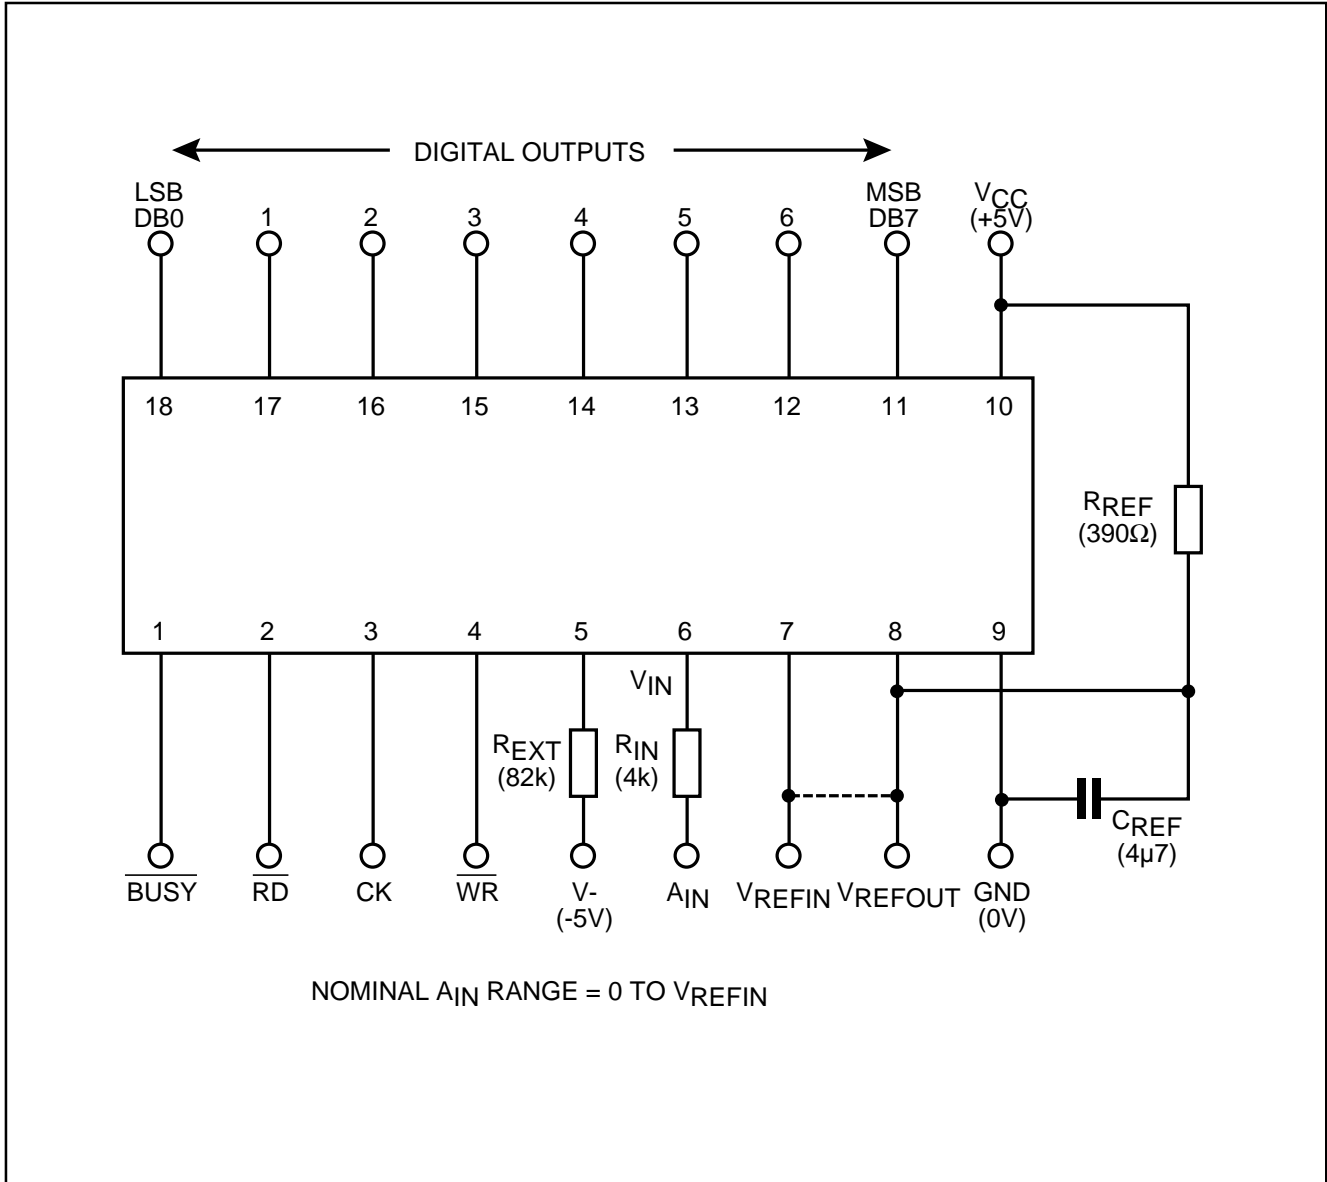 DIGITAL OUTPUTS
LSB MSB VCC
DB0 1 2 3 4 5 6 DB7 (+5V)
18 17 16 15 14 13 12 11 10
RREF
(390Ω)
1 2 3 4 5 6 7 8 9
VIN
REXT RIN
(82k) (4k)
CREF
(4µ7)
BUSY RD CK WR V- AIN VREFIN VREFOUT GND
(-5V) (0V)
NOMINAL AIN RANGE = 0 TO VREFIN